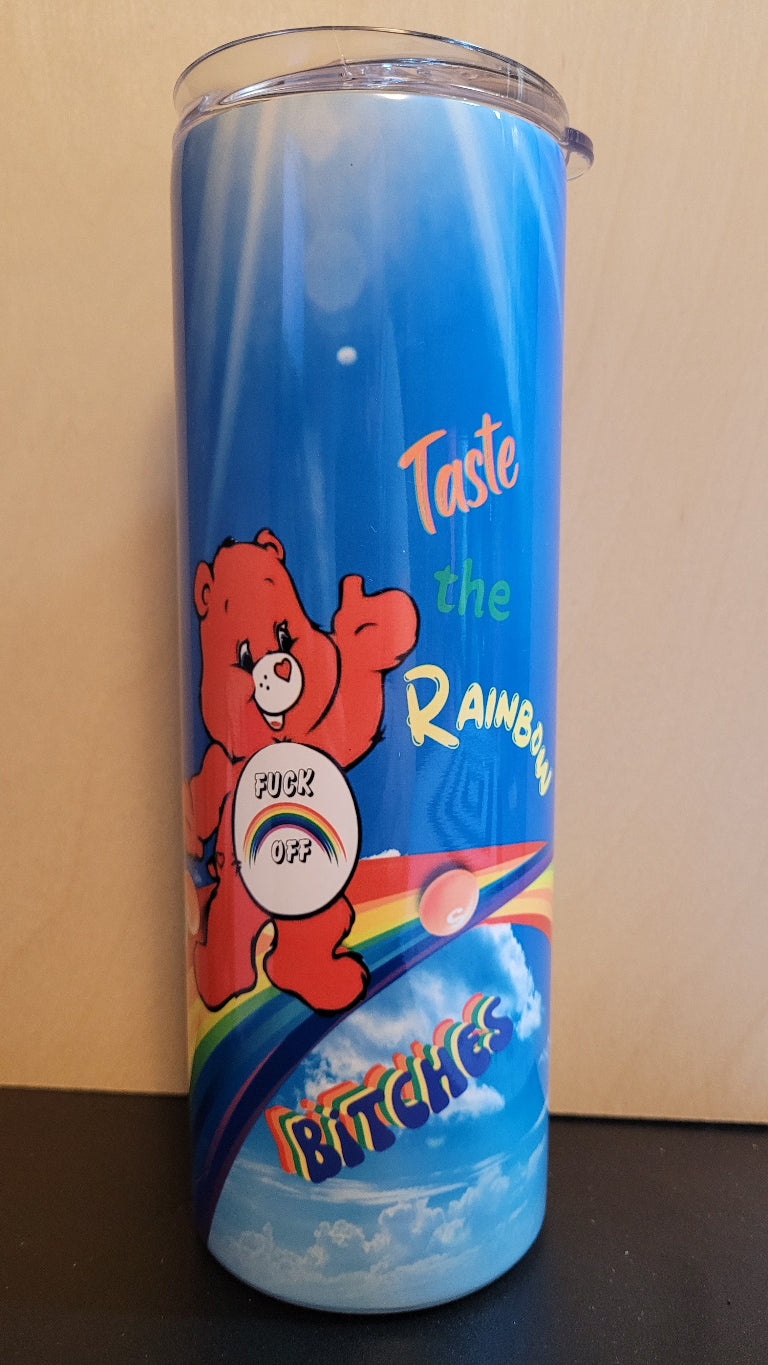 Taste
the
RAINBOW
FUCK
OFF
BiTCHES